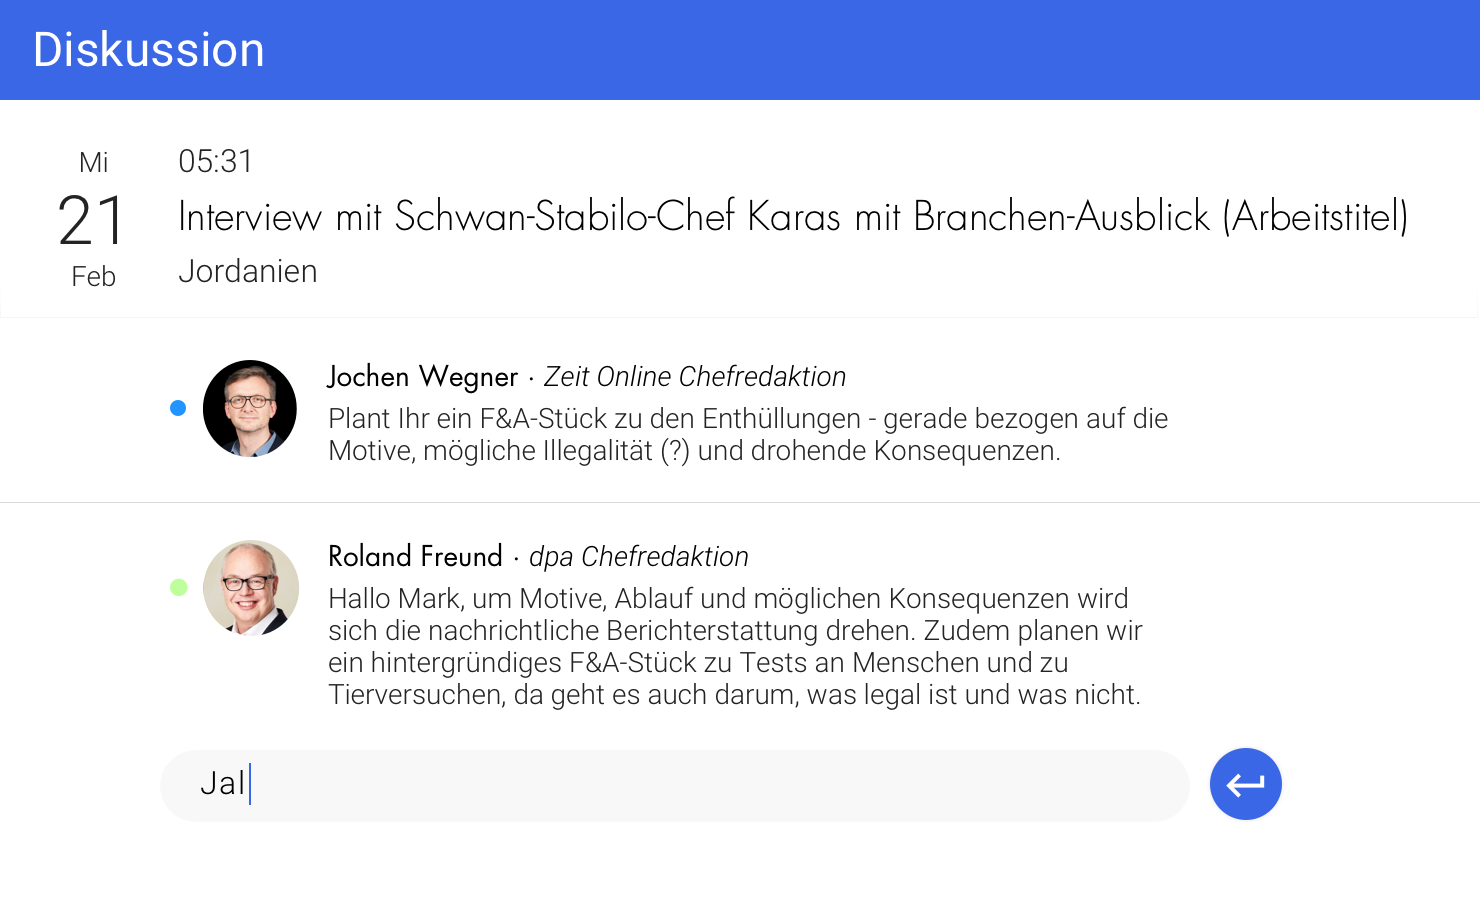 Diskussion
Mi
21
Feb
05:31
Interview mit Schwan-Stabilo-Chef Karas mit Branchen-Ausblick (Arbeitstitel)
Jordanien
Jochen Wegner · Zeit Online Chefredaktion
Plant Ihr ein F&A-Stück zu den Enthüllungen - gerade bezogen auf die
Motive, mögliche Illegalität (?) und drohende Konsequenzen.
Roland Freund · dpa Chefredaktion
Hallo Mark, um Motive, Ablauf und möglichen Konsequenzen wird
sich die nachrichtliche Berichterstattung drehen. Zudem planen wir
ein hintergründiges F&A-Stück zu Tests an Menschen und zu
Tierversuchen, da geht es auch darum, was legal ist und was nicht.
Jal